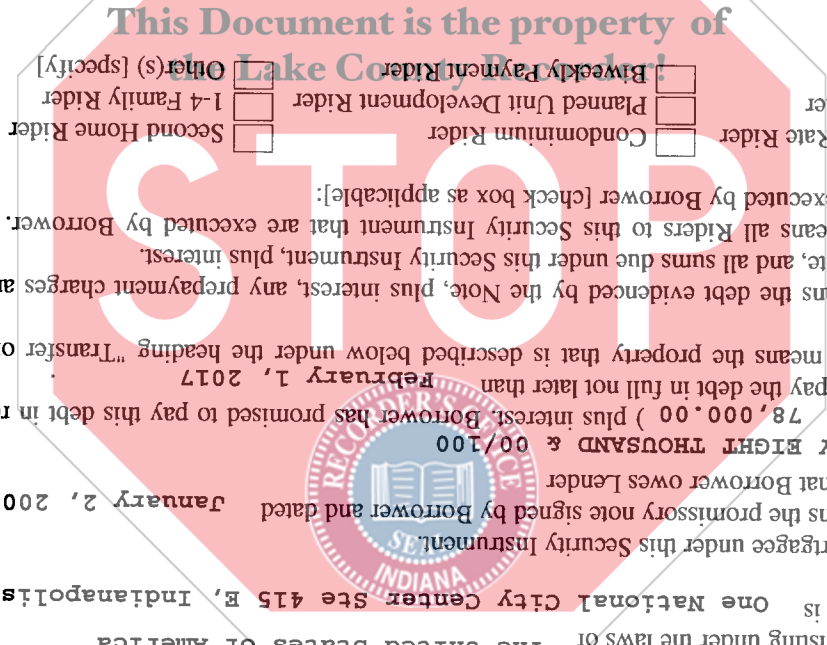 This Document is the property of
the Lake County Recorder!
STOP
RECORDER'S OFFICE
SEAL
INDIANA
isting under the laws of The United States of America
is One National City Center Ste 415 E, Indianapolis
rtgagee under this Security Instrument.
ns the promissory note signed by Borrower and dated January 2, 200
hat Borrower owes Lender
EIGHT THOUSAND & 00/100
78,000.00 ) plus interest. Borrower has promised to pay this debt in r
pay the debt in full not later than February 1, 2017 .
means the property that is described below under the heading "Transfer o
ns the debt evidenced by the Note, plus interest, any prepayment charges a
te, and all sums due under this Security Instrument, plus interest.
eans all Riders to this Security Instrument that are executed by Borrower.
executed by Borrower [check box as applicable]:
Rate Rider Condominium Rider Second Home Rider
er Planned Unit Development Rider 1-4 Family Rider
Biweekly Payment Rider Other(s) [specify]